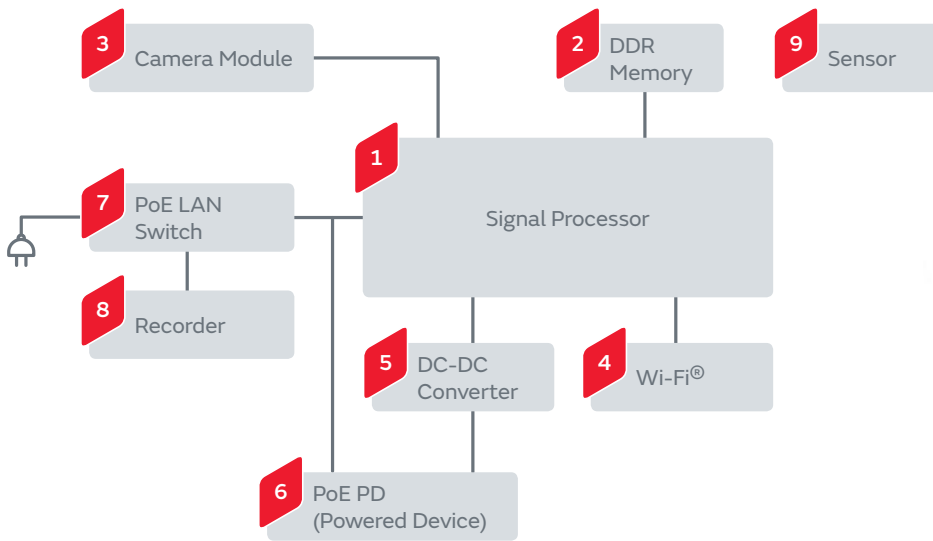 3
Camera Module
2
DDR
Memory
9
Sensor
1
Signal Processor
7
PoE LAN
Switch
8
Recorder
5
DC-DC
Converter
4
Wi-Fi®
6
PoE PD
(Powered Device)